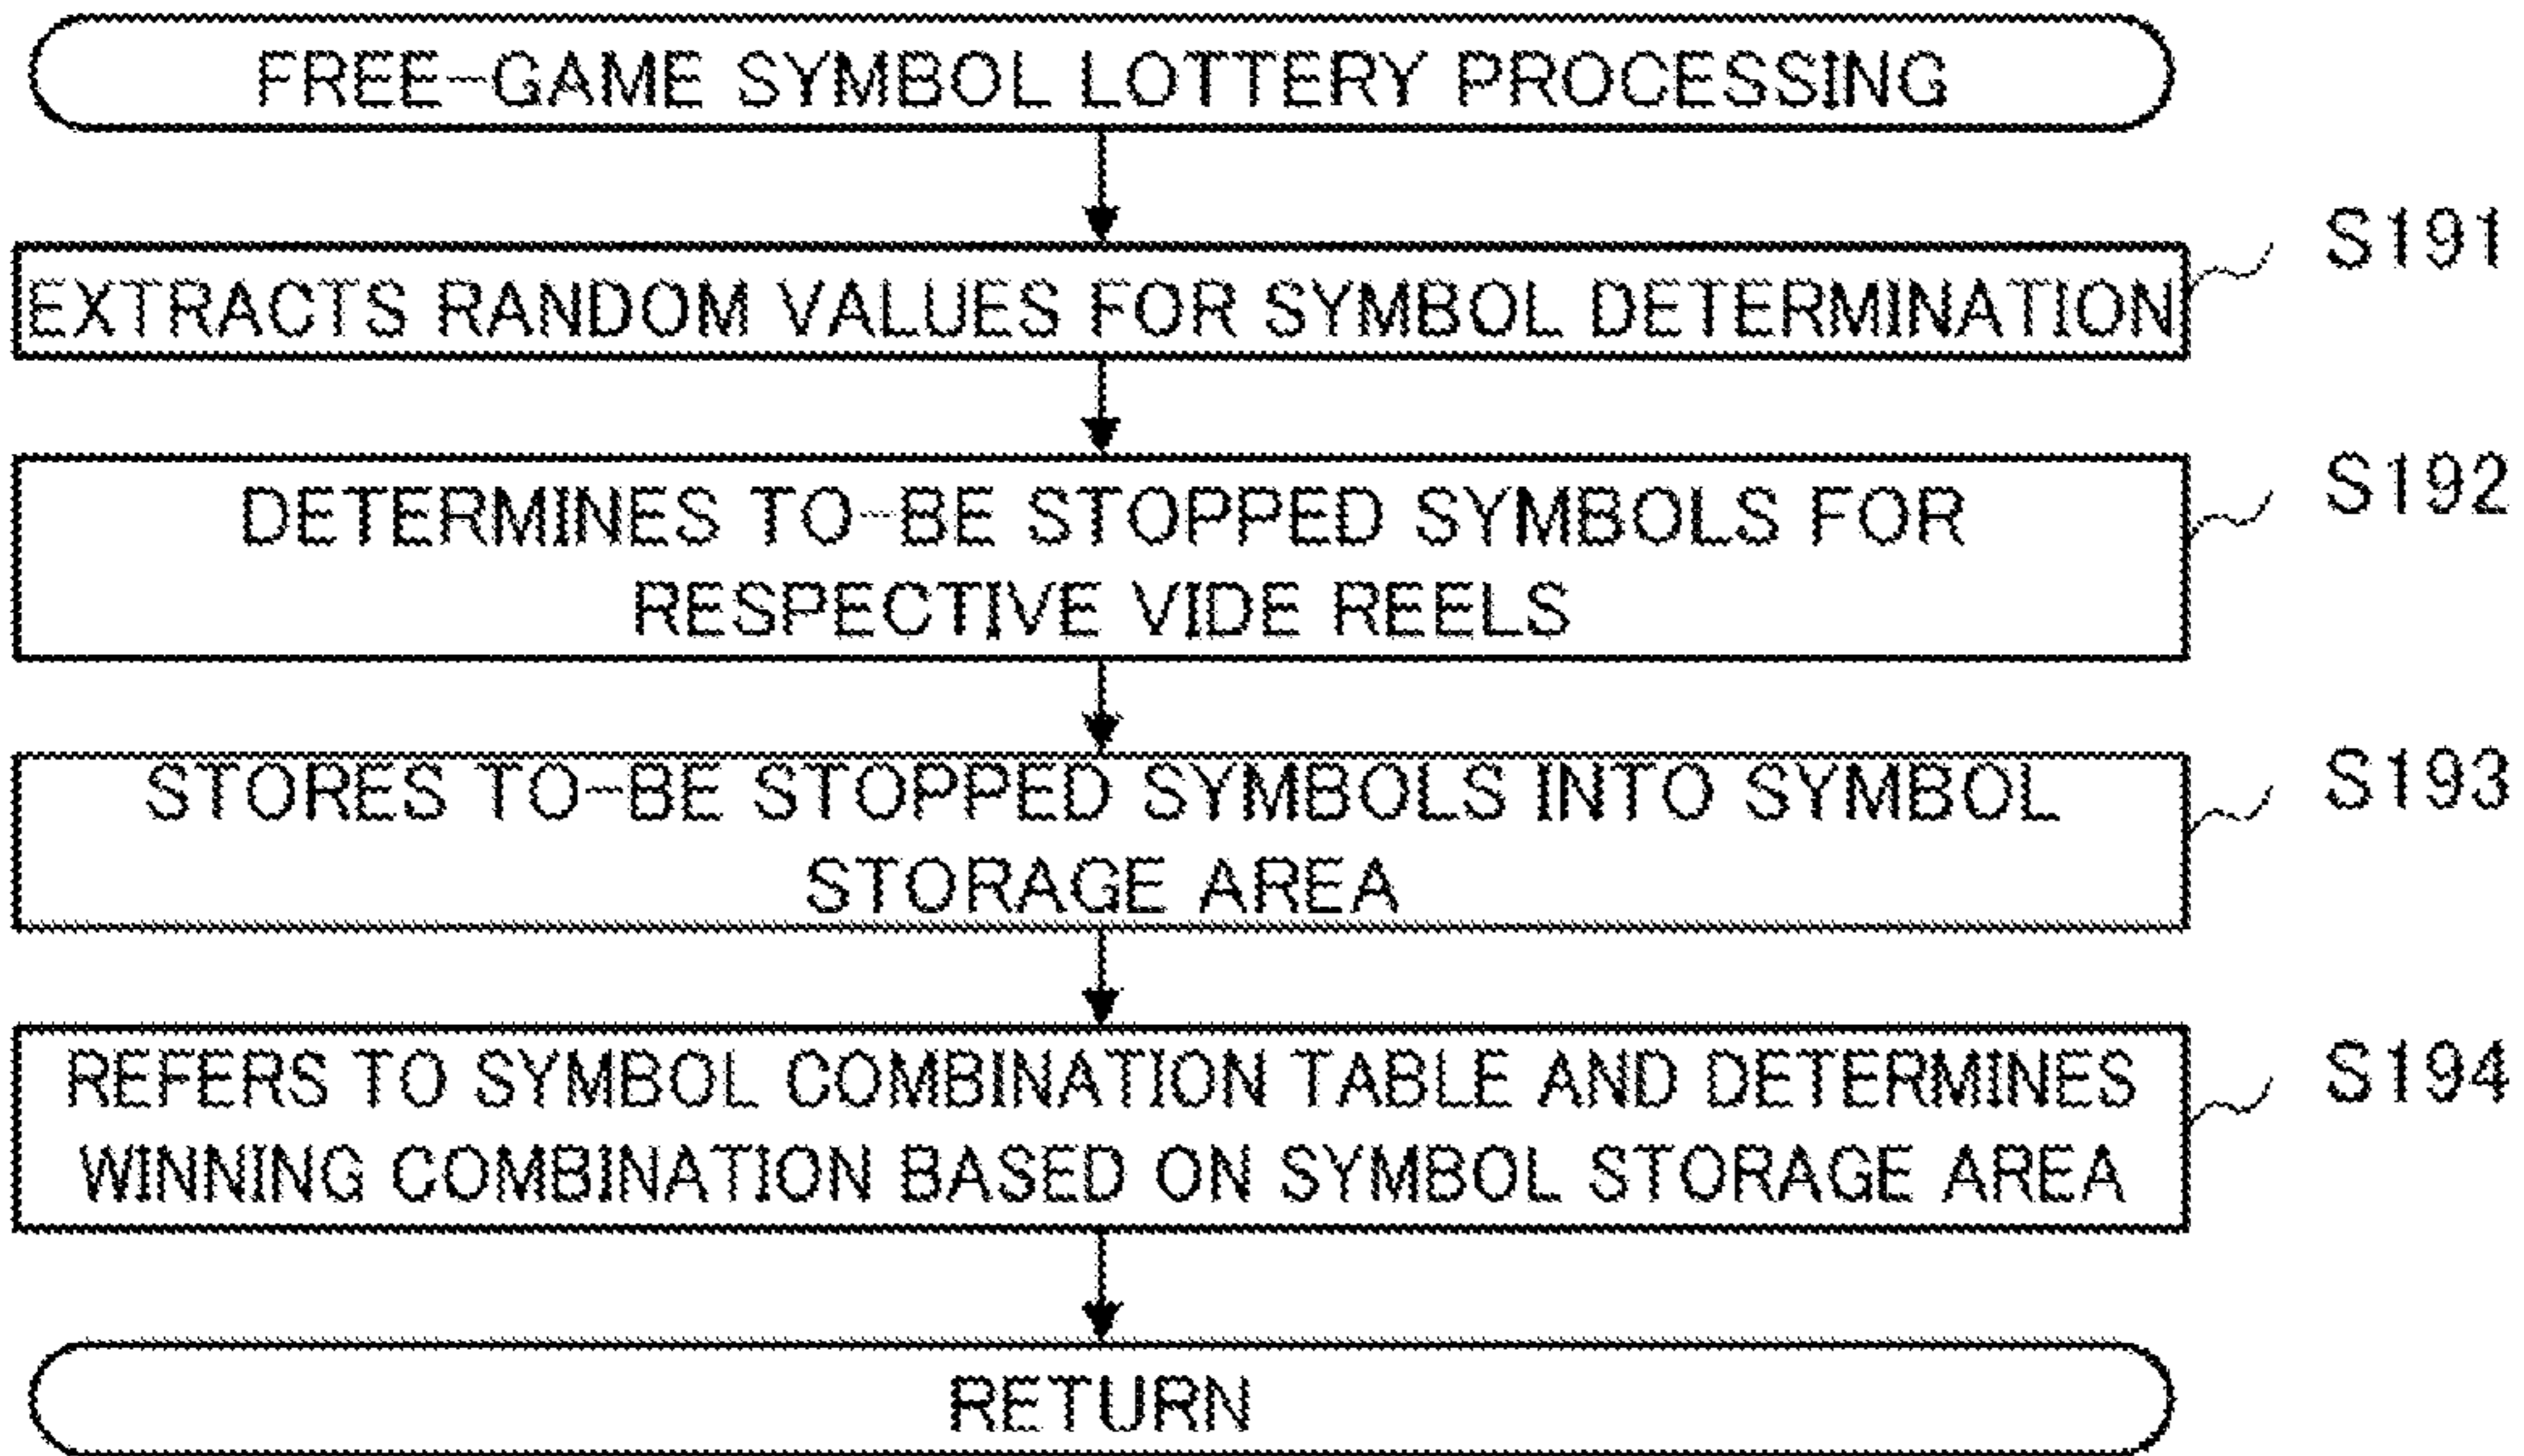 FREE-GAME SYMBOL LOTTERY PROCESSING
S191
EXTRACTS RANDOM VALUES FOR SYMBOL DETERMINATION
S192
DETERMINES TO-BE STOPPED SYMBOLS FOR
RESPECTIVE VIDE REELS
S193
STORES TO-BE STOPPED SYMBOLS INTO SYMBOL
STORAGE AREA
S194
REFERS TO SYMBOL COMBINATION TABLE AND DETERMINES
WINNING COMBINATION BASED ON SYMBOL STORAGE AREA
RETURN